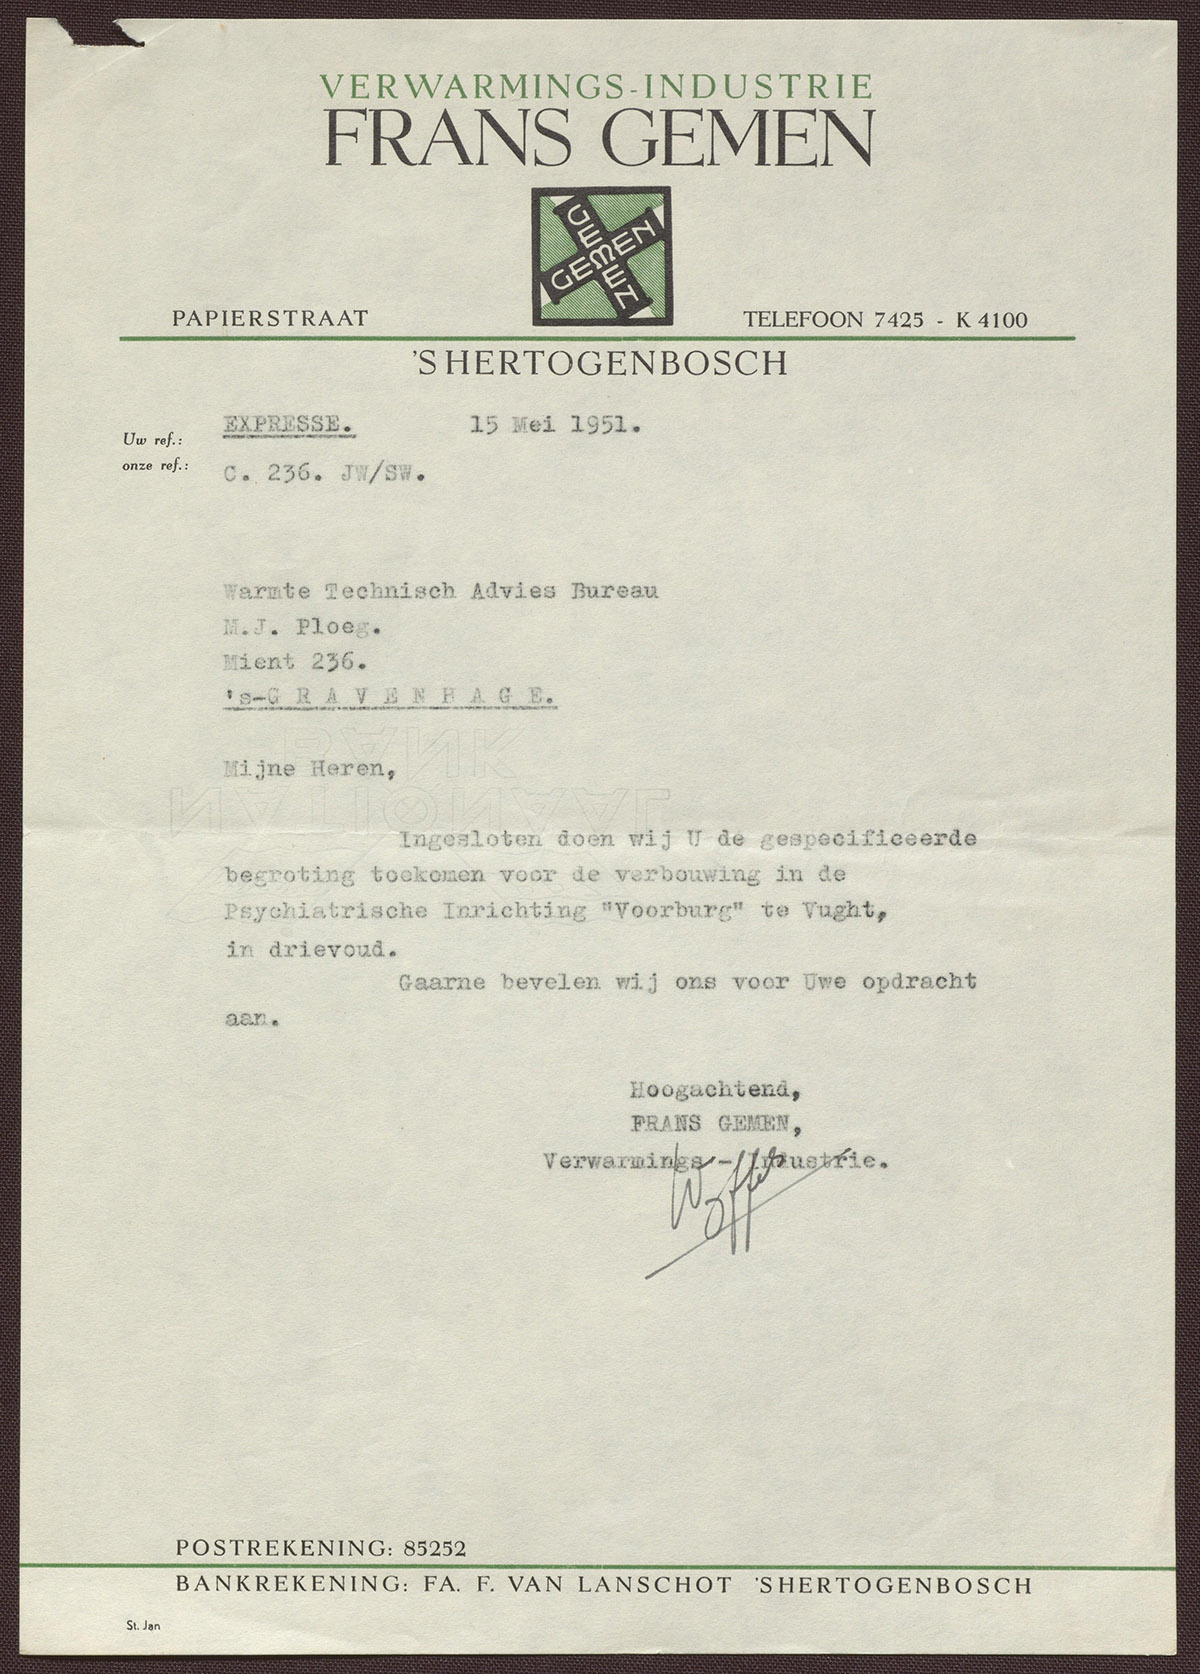 VERWARMINGS-INDUSTRIE
FRANS GEMEN
GEMEN
GEMEN
PAPIERSTRAAT
TELEFOON 7425 - K 4100
'SHERTOGENBOSCH
Uw ref.: EXPRESSE. 15 Mei 1951.
onze ref.: C. 236. JW/SW.
Warmte Technisch Advies Bureau
M.J. Ploeg.
Mient 236.
's-G R A V E N H A G E.
Mijne Heren,
BANK
NATIONAAL
Ingesloten doen wij U de gespecificeerde
begroting toekomen voor de verbouwing in de
Psychiatrische Inrichting "Voorburg" te Vught,
in drievoud.
Gaarne bevelen wij ons voor Uwe opdracht
aan.
Hoogachtend,
FRANS GEMEN,
Verwarmings - Industrie.
POSTREKENING: 85252
BANKREKENING: FA. F. VAN LANSCHOT 'SHERTOGENBOSCH
St. Jan